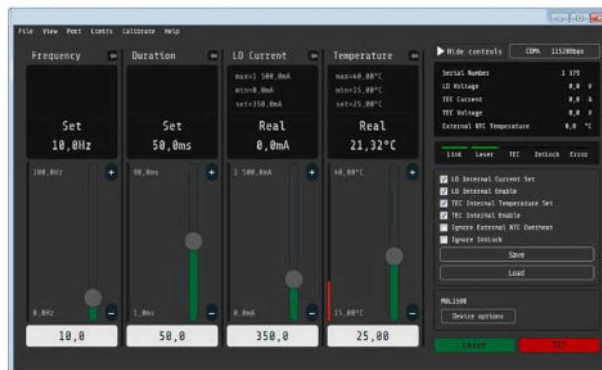 File View Port Limits Calibrate Help
Frequency
Set
10,0Hz
100,0Hz
0,0Hz
10,0
Duration
Set
50,0ms
1,0ms
50,0
LD Current
max=1 500,0mA
min=0,0mA
set=350,0mA
Real
0,0mA
1 500,0mA
0,0mA
350,0
Temperature
max=40,00°C
min=15,00°C
set=25,00°C
Real
21,32°C
40,00°C
15,00°C
25,00
Hide controls
115200bps
Serial Number 1 379
LD Voltage 0,0 V
TEC Current 0,0 A
TEC Voltage 0,0 V
External NTC Temperature 0,0 °C
Link Laser TEC IntLock Error
LD Internal Current Set
LD Internal Enable
TEC Internal Temperature Set
TEC Internal Enable
Ignore External NTC Overheat
Ignore IntLock
Save
Load
Device options
Laser
TEC